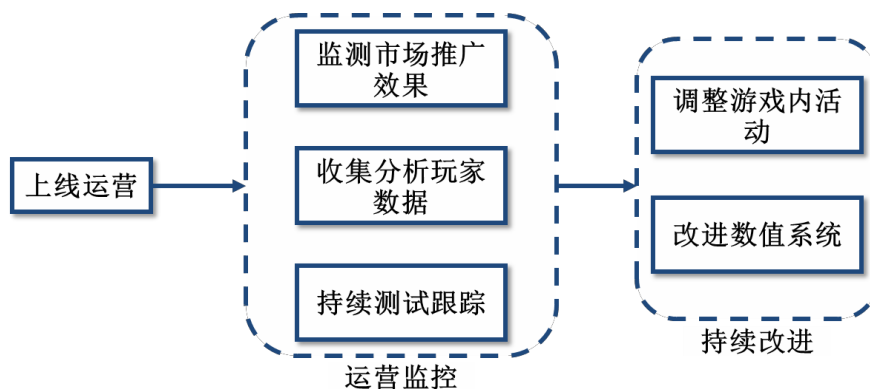 上线运营
监测市场推广
效果
收集分析玩家
数据
持续测试跟踪
运营监控
调整游戏内活
动
改进数值系统
持续改进